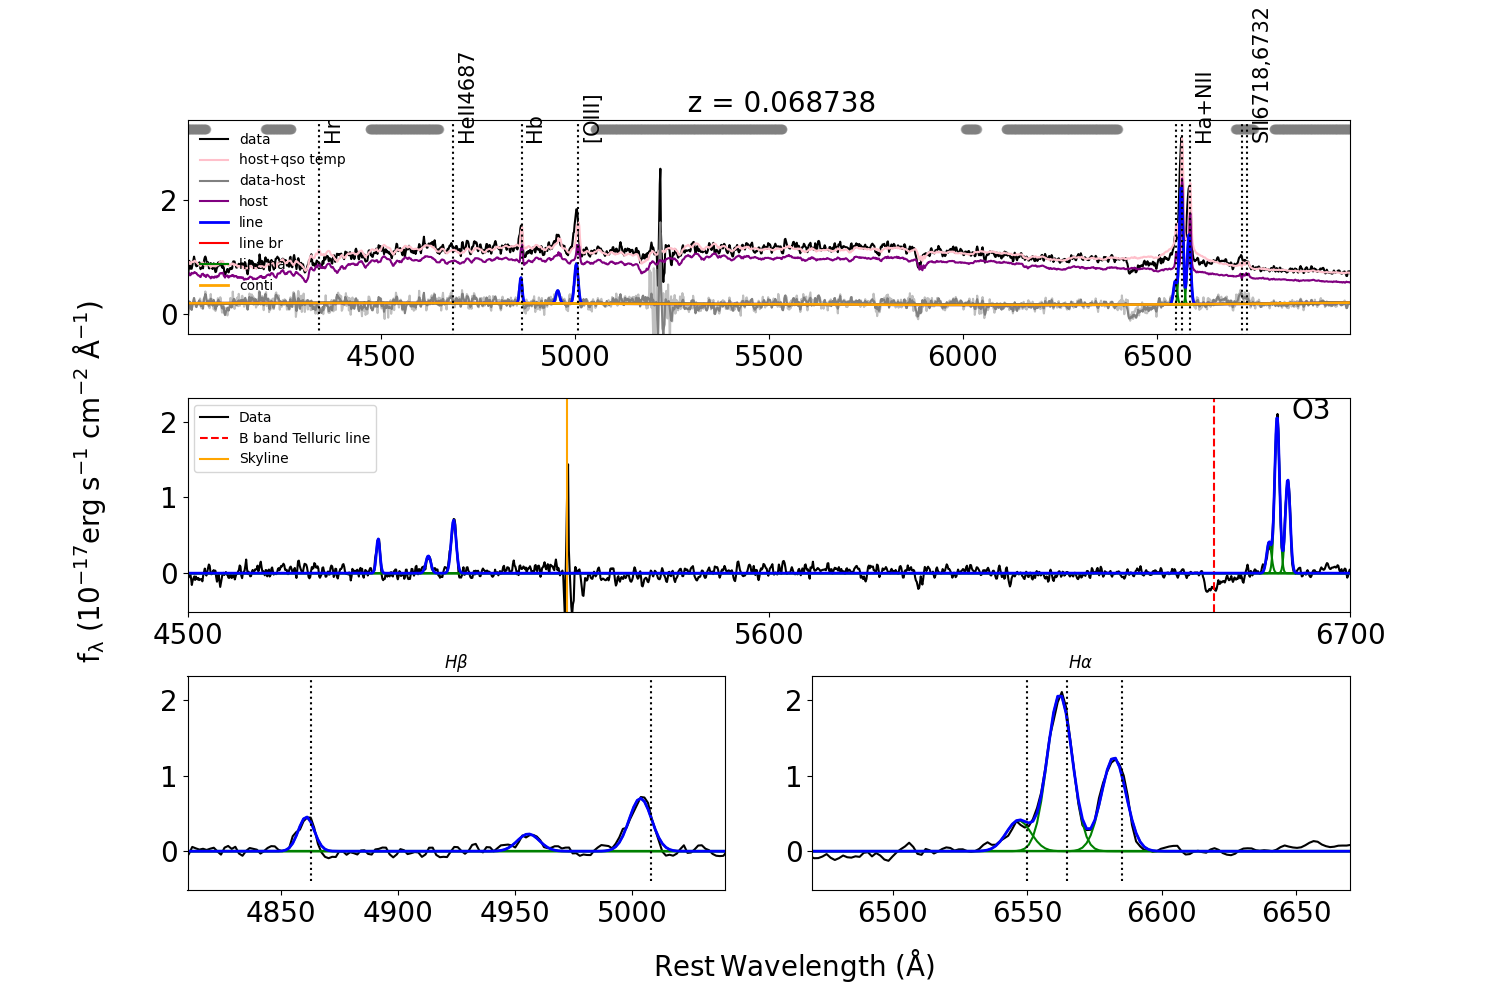 z = 0.068738
Hr
HeII4687
Hb
[OIII]
Ha+NII
SII6718,6732
data
host+qso temp
data-host
host
line
line br
conti
2
0
4500 5000 5500 6000 6500
Data
B band Telluric line
Skyline
O3
2
1
0
4500 5600 6700
fλ (10⁻¹⁷erg s⁻¹ cm⁻² Å⁻¹)
Hβ
2
1
0
4850 4900 4950 5000
Hα
2
1
0
6500 6550 6600 6650
Rest Wavelength (Å)